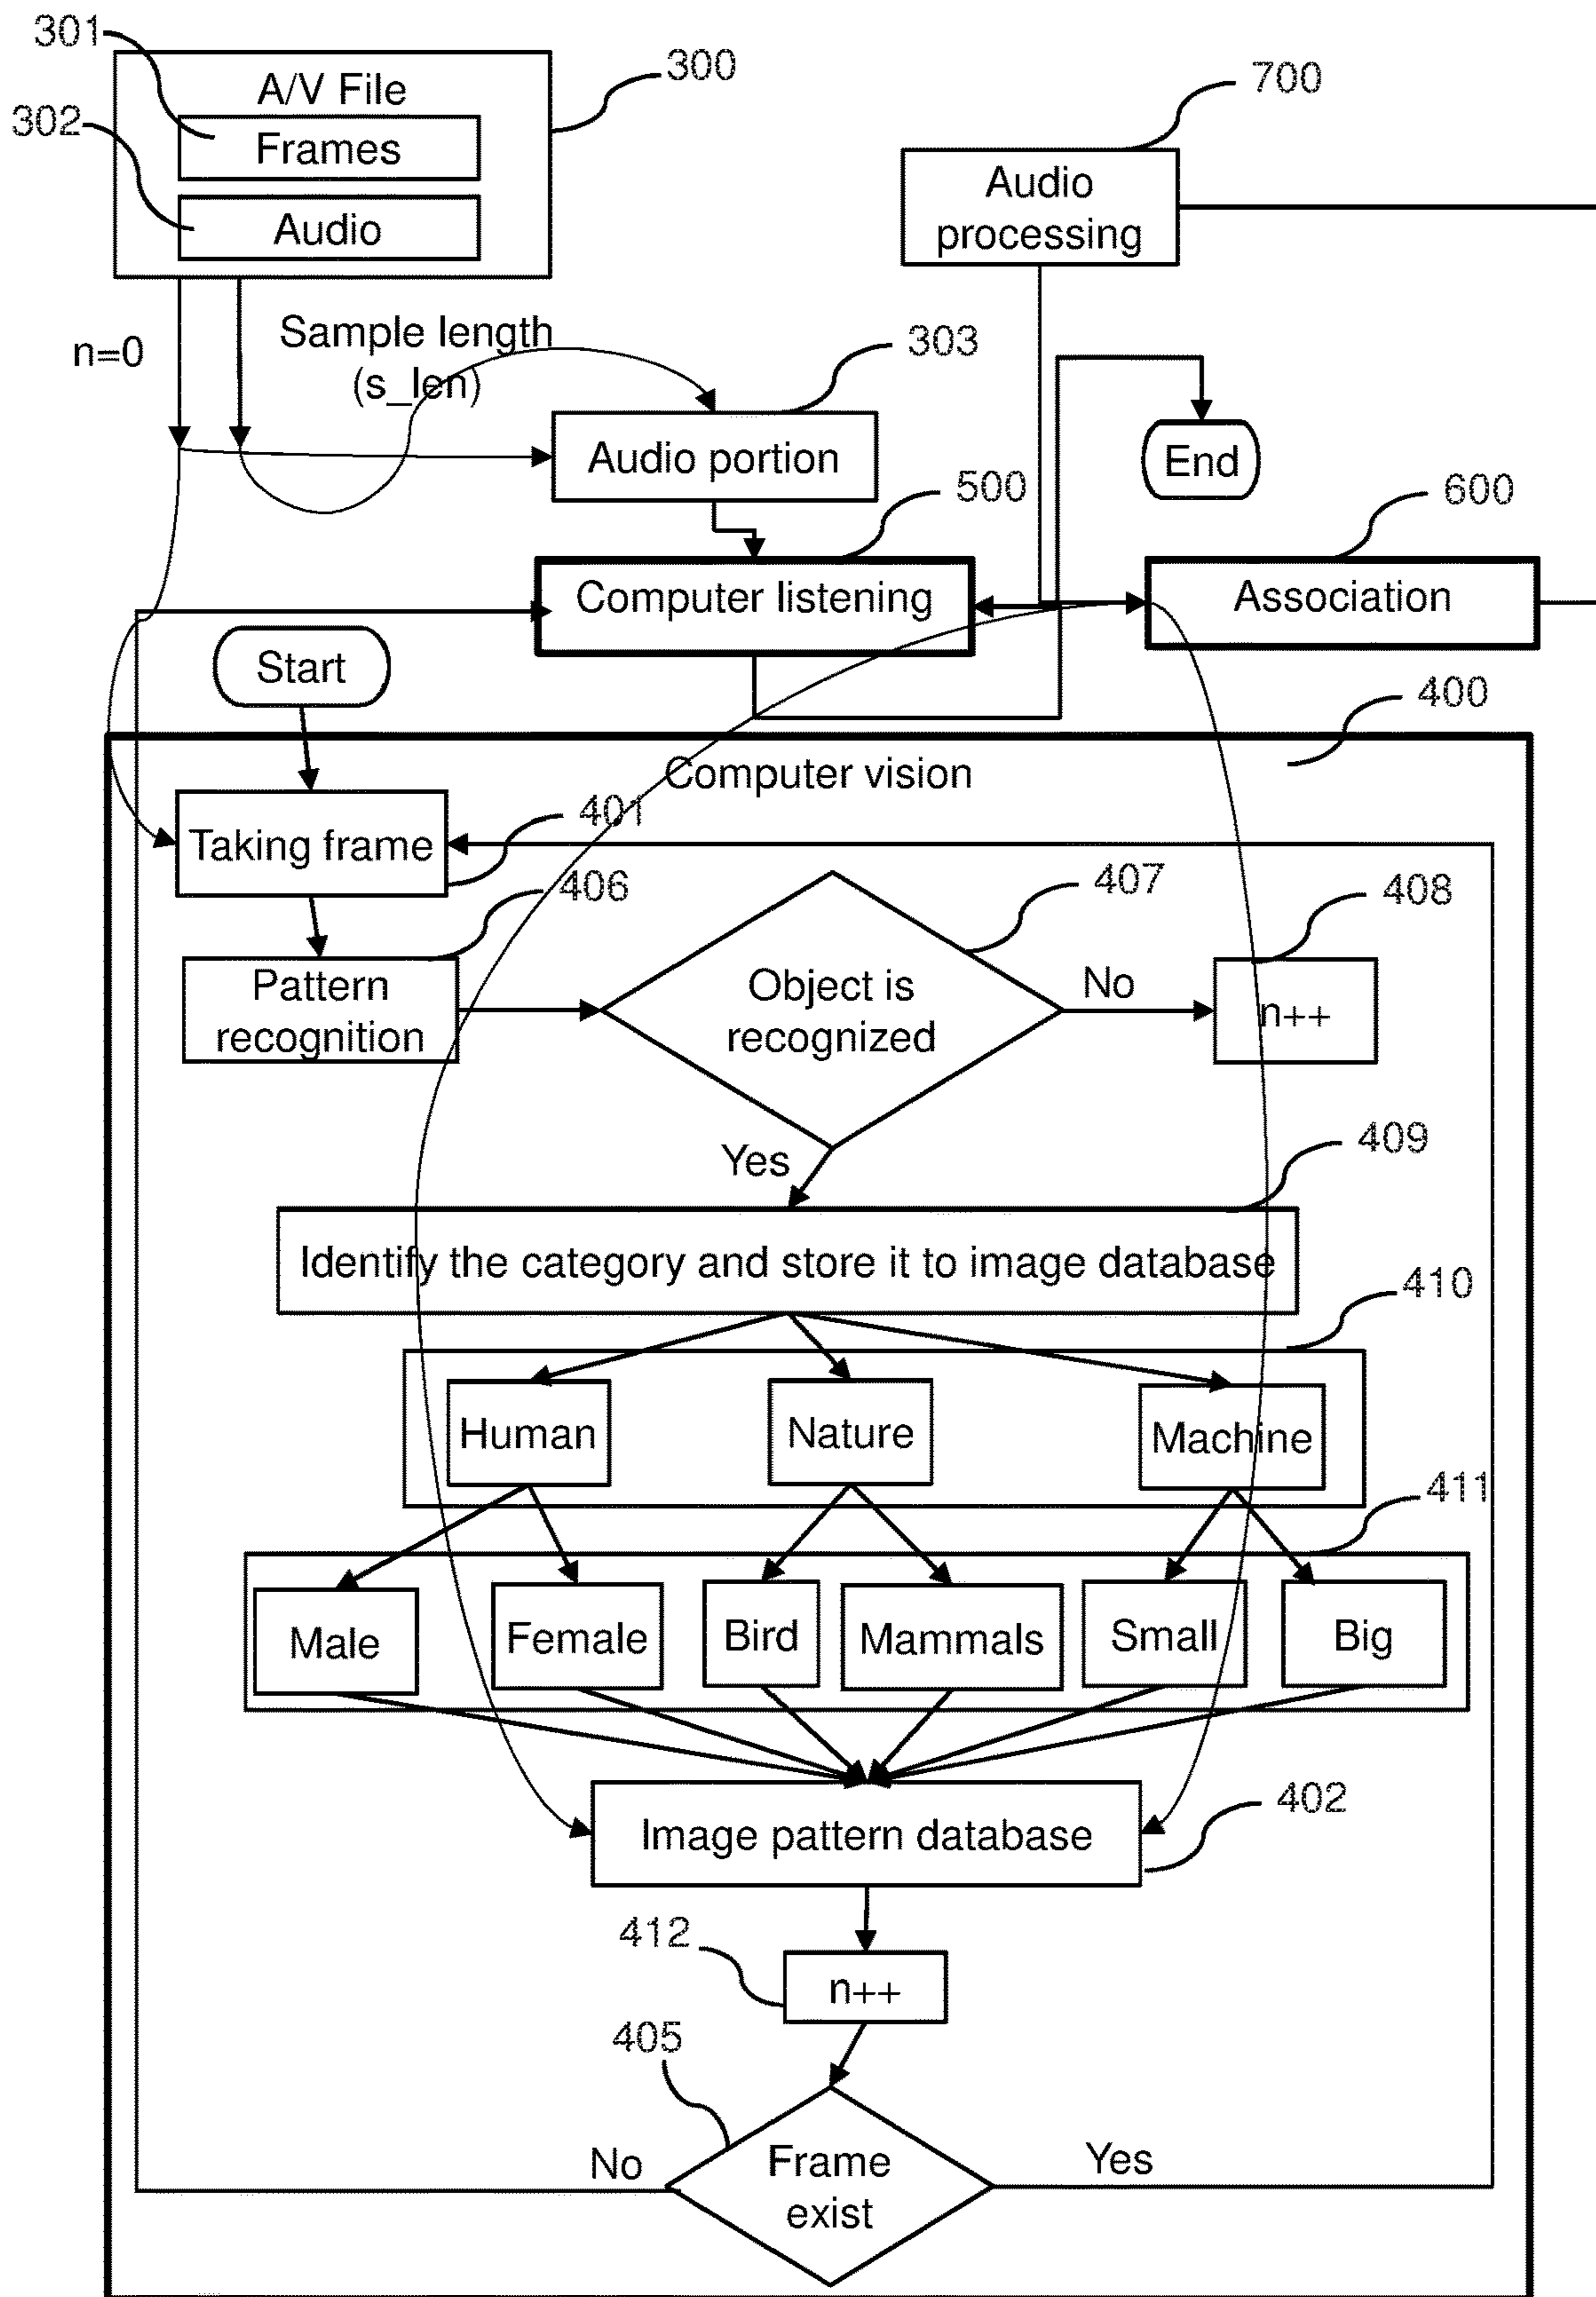 301
A/V File
300
700
302
Frames
Audio
Audio
processing
n=0
Sample length
(s_len)
303
Audio portion
End
500
600
Computer listening
Association
Start
400
Computer vision
401
Taking frame
406
407
408
Pattern
recognition
Object is
recognized
No
n++
Yes
409
Identify the category and store it to image database
410
Human
Nature
Machine
411
Male
Female
Bird
Mammals
Small
Big
402
Image pattern database
412
n++
405
No
Frame
exist
Yes